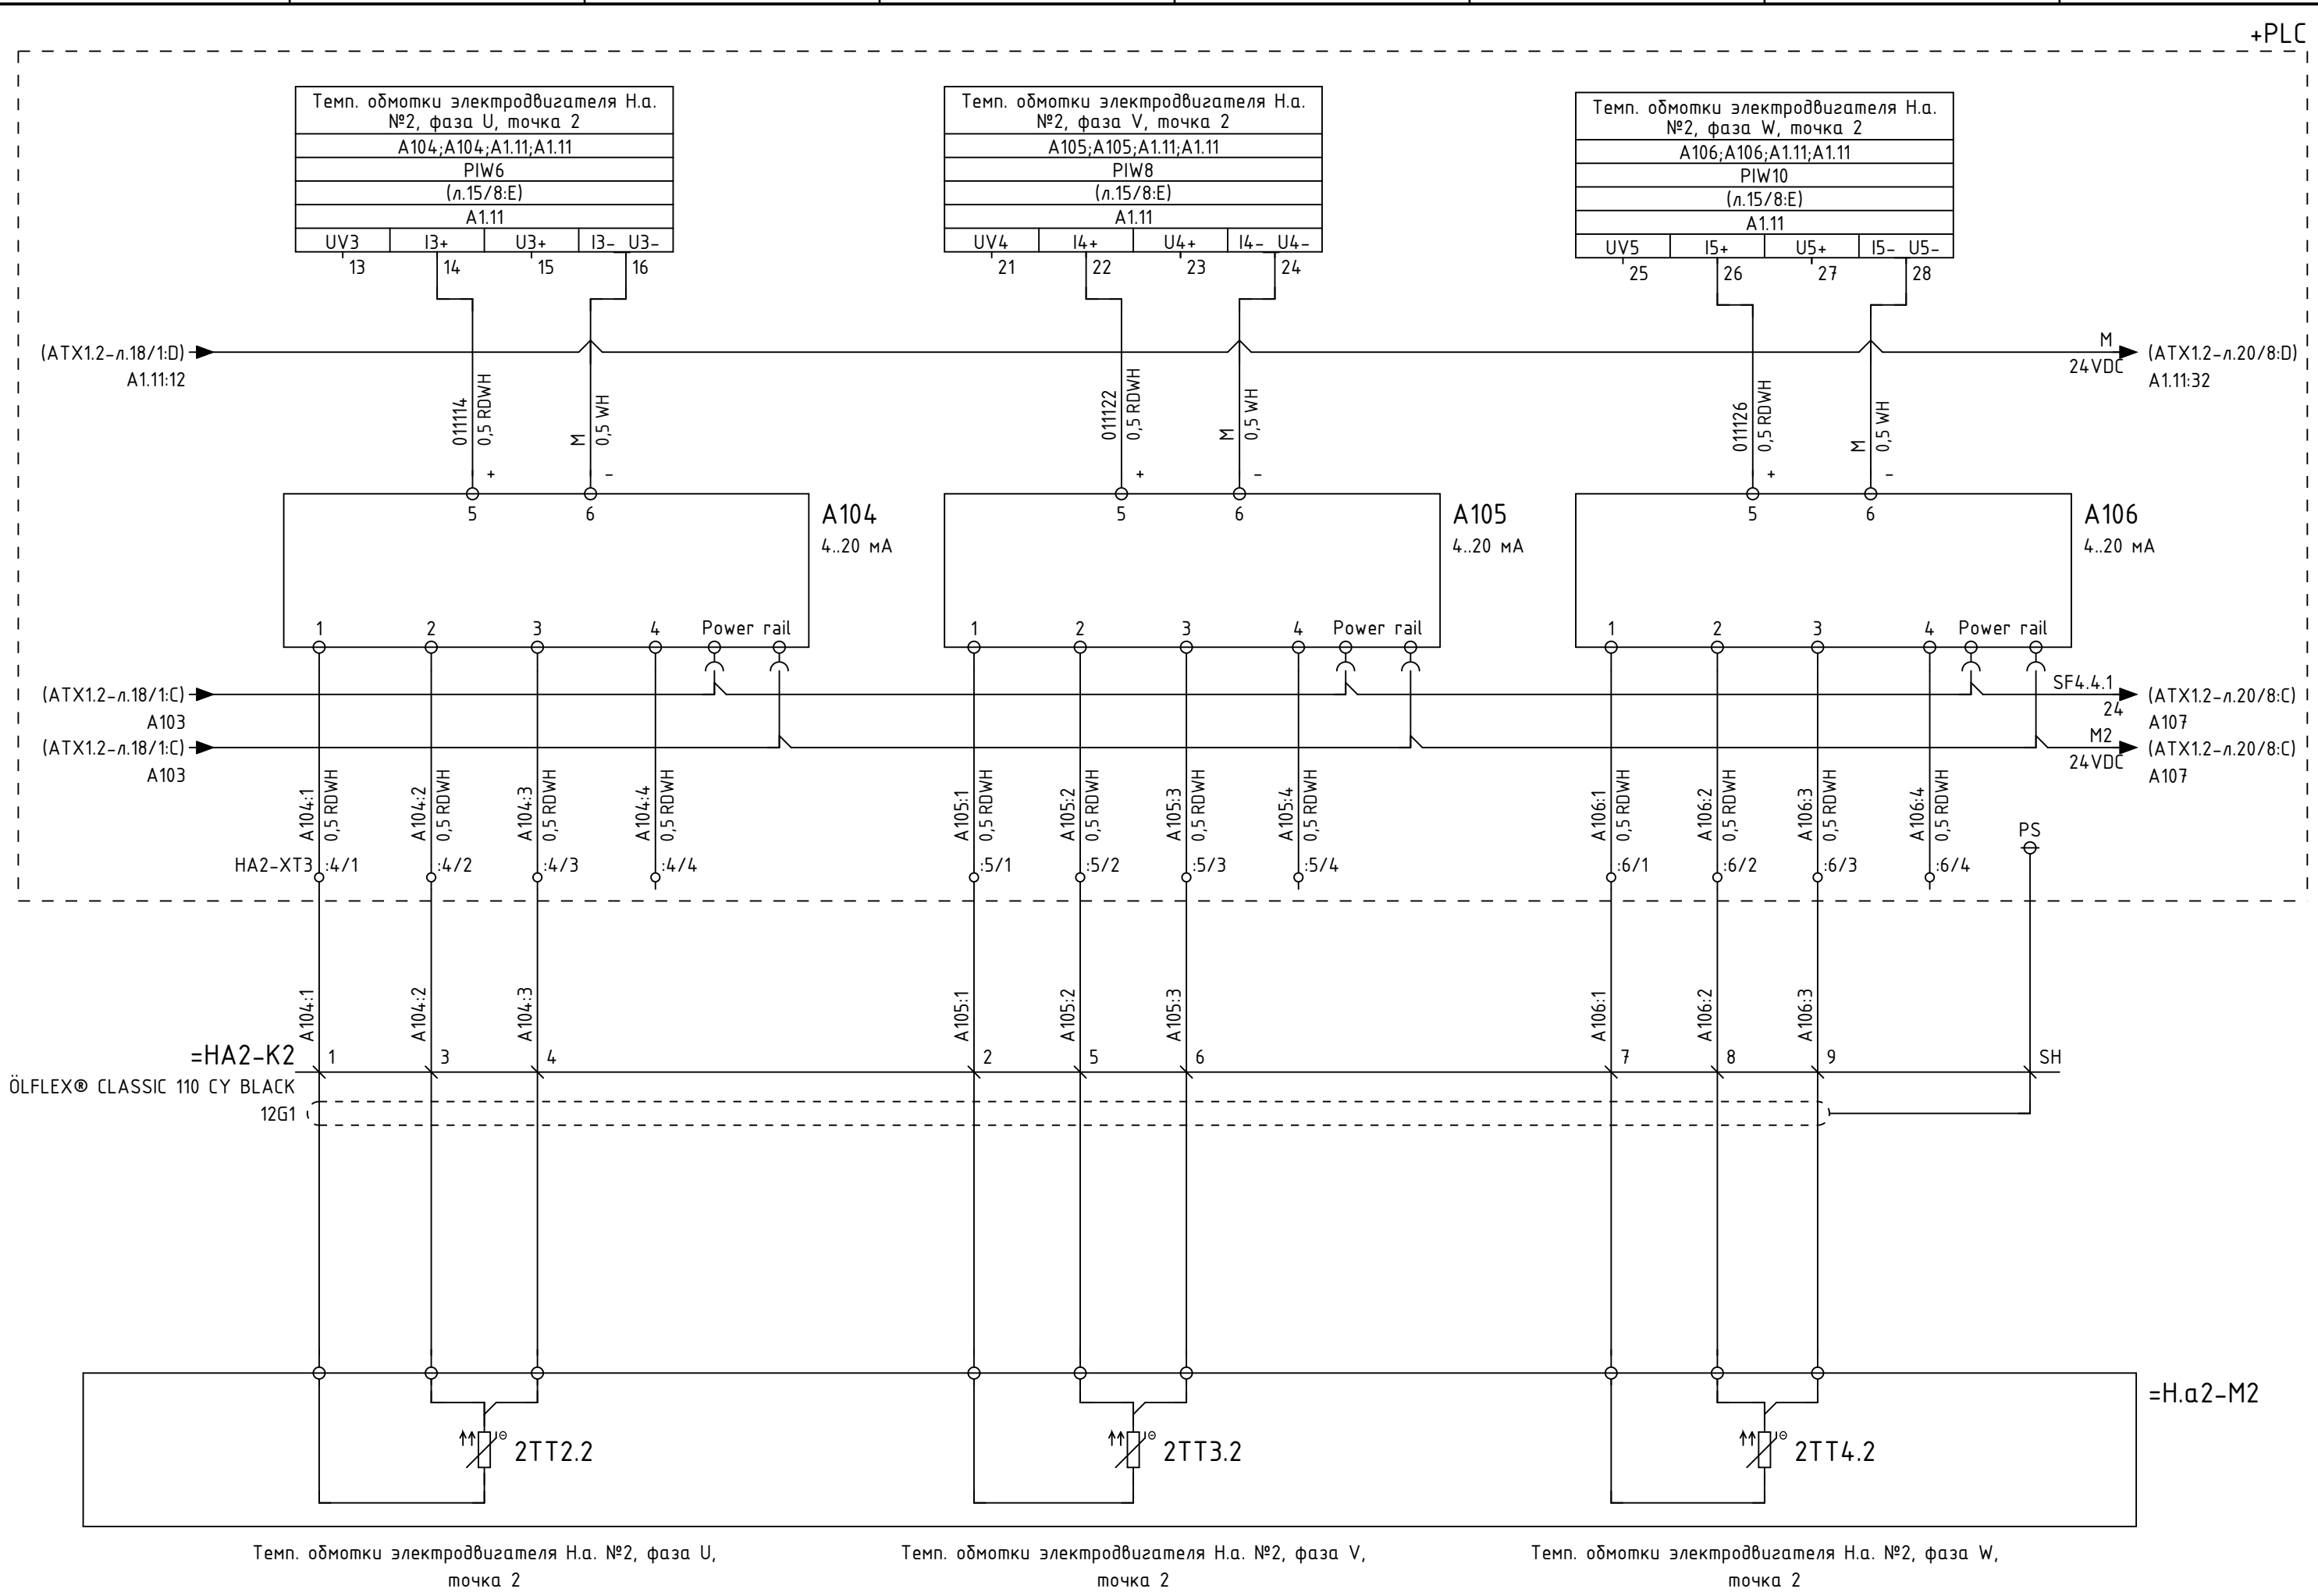 +PLC
Темп. обмотки электродвигателя Н.а.
№2, фаза U, точка 2
A104;A104;A1.11;A1.11
PIW6
(л.15/8:E)
A1.11
UV3 I3+ U3+ I3- U3-
13 14 15 16
Темп. обмотки электродвигателя Н.а.
№2, фаза V, точка 2
A105;A105;A1.11;A1.11
PIW8
(л.15/8:E)
A1.11
UV4 I4+ U4+ I4- U4-
21 22 23 24
Темп. обмотки электродвигателя Н.а.
№2, фаза W, точка 2
A106;A106;A1.11;A1.11
PIW10
(л.15/8:E)
A1.11
UV5 I5+ U5+ I5- U5-
25 26 27 28
(ATX1.2-л.18/1:D)
A1.11:12
M
24VDC
(ATX1.2-л.20/8:D)
A1.11:32
011114
0,5 RDWH
M
0,5 WH
011122
0,5 RDWH
M
0,5 WH
011126
0,5 RDWH
M
0,5 WH
+ -
+ -
+ -
5 6
A104
4..20 мА
5 6
A105
4..20 мА
5 6
A106
4..20 мА
1 2 3 4 Power rail
1 2 3 4 Power rail
1 2 3 4 Power rail
(ATX1.2-л.18/1:C)
A103
SF4.4.1
24
(ATX1.2-л.20/8:C)
A107
(ATX1.2-л.18/1:C)
A103
M2
24VDC
(ATX1.2-л.20/8:C)
A107
A104:1
0,5 RDWH
A104:2
0,5 RDWH
A104:3
0,5 RDWH
A104:4
0,5 RDWH
A105:1
0,5 RDWH
A105:2
0,5 RDWH
A105:3
0,5 RDWH
A105:4
0,5 RDWH
A106:1
0,5 RDWH
A106:2
0,5 RDWH
A106:3
0,5 RDWH
A106:4
0,5 RDWH
PS
HA2-XT3 :4/1 :4/2 :4/3 :4/4 :5/1 :5/2 :5/3 :5/4 :6/1 :6/2 :6/3 :6/4
A104:1
A104:2
A104:3
A105:1
A105:2
A105:3
A106:1
A106:2
A106:3
=HA2-K2 1 3 4 2 5 6 7 8 9 SH
ÖLFLEX® CLASSIC 110 CY BLACK
12G1
=H.a2-M2
2TT2.2
2TT3.2
2TT4.2
Темп. обмотки электродвигателя Н.а. №2, фаза U,
точка 2
Темп. обмотки электродвигателя Н.а. №2, фаза V,
точка 2
Темп. обмотки электродвигателя Н.а. №2, фаза W,
точка 2